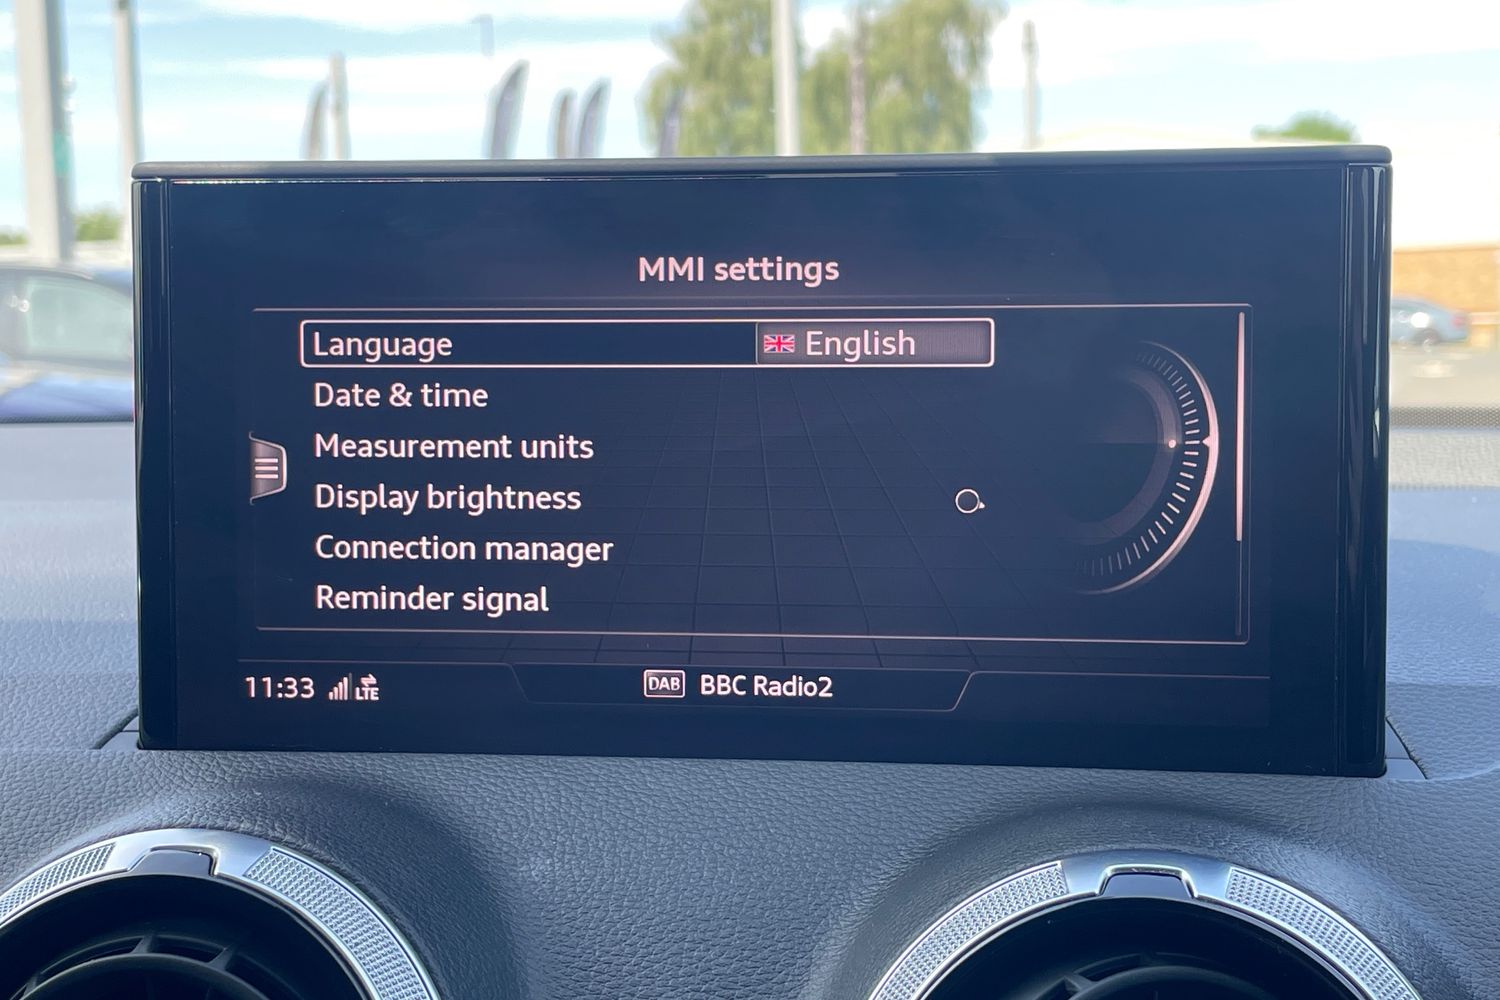 MMI settings
Language English
Date & time
Measurement units
Display brightness
Connection manager
Reminder signal
11:33 LTE DAB BBC Radio2